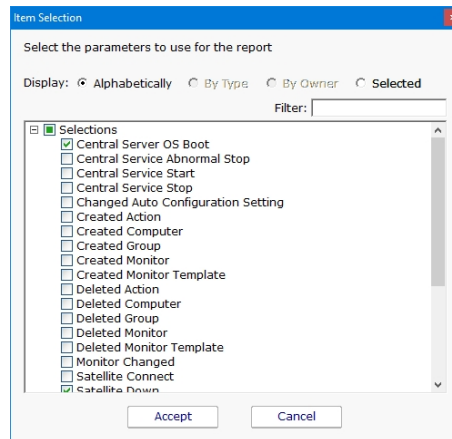 Item Selection
Select the parameters to use for the report
Display: Alphabetically By Type By Owner Selected
Filter:
Selections
Central Server OS Boot
Central Service Abnormal Stop
Central Service Start
Central Service Stop
Changed Auto Configuration Setting
Created Action
Created Computer
Created Group
Created Monitor
Created Monitor Template
Deleted Action
Deleted Computer
Deleted Group
Deleted Monitor
Deleted Monitor Template
Monitor Changed
Satellite Connect
Satellite Down
Accept Cancel